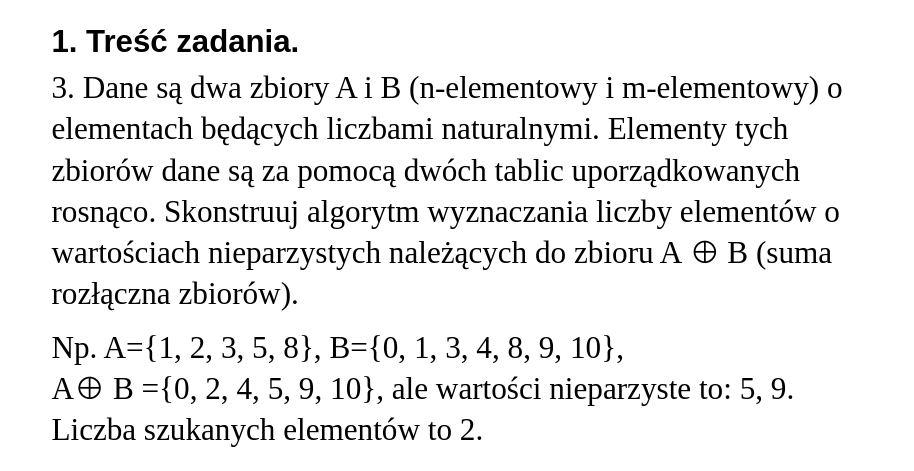 1. Treść zadania.
3. Dane są dwa zbiory A i B (n-elementowy i m-elementowy) o
elementach będących liczbami naturalnymi. Elementy tych
zbiorów dane są za pomocą dwóch tablic uporządkowanych
rosnąco. Skonstruuj algorytm wyznaczania liczby elementów o
wartościach nieparzystych należących do zbioru A ⊕ B (suma
rozłączna zbiorów).
Np. A={1, 2, 3, 5, 8}, B={0, 1, 3, 4, 8, 9, 10},
A⊕ B ={0, 2, 4, 5, 9, 10}, ale wartości nieparzyste to: 5, 9.
Liczba szukanych elementów to 2.